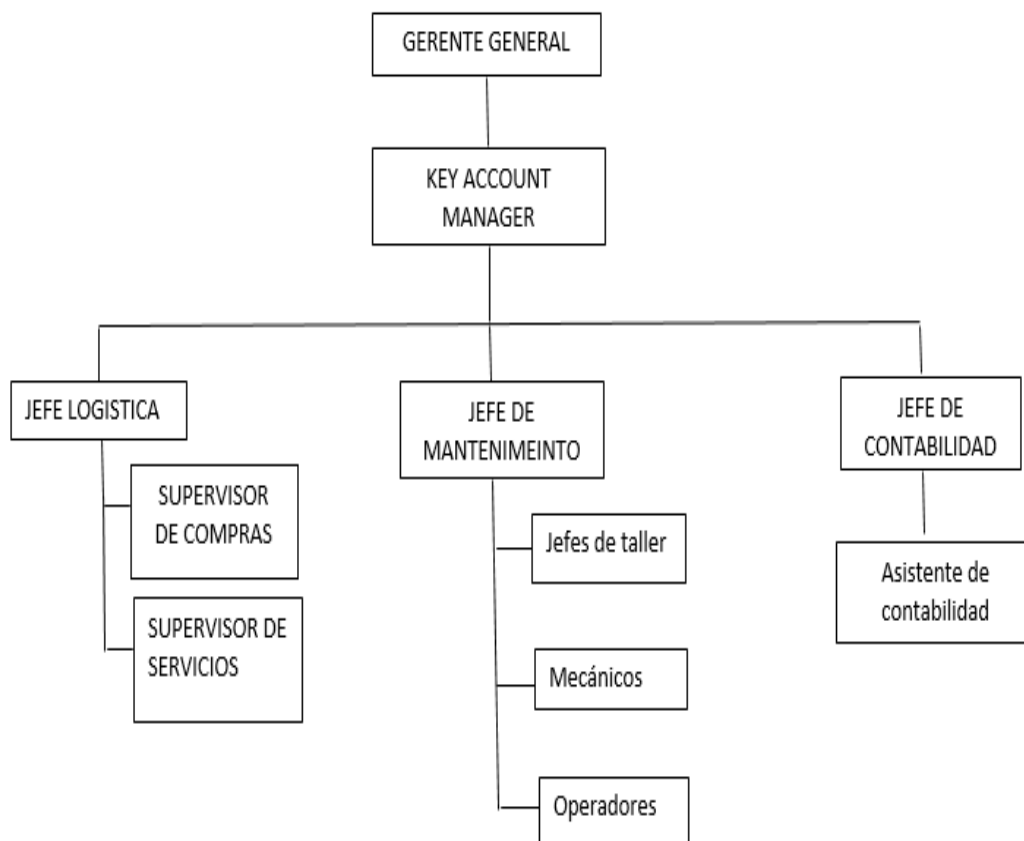 GERENTE GENERAL
KEY ACCOUNT
MANAGER
JEFE LOGISTICA
SUPERVISOR
DE COMPRAS
SUPERVISOR DE
SERVICIOS
JEFE DE
MANTENIMEINTO
Jefes de taller
Mecánicos
Operadores
JEFE DE
CONTABILIDAD
Asistente de
contabilidad